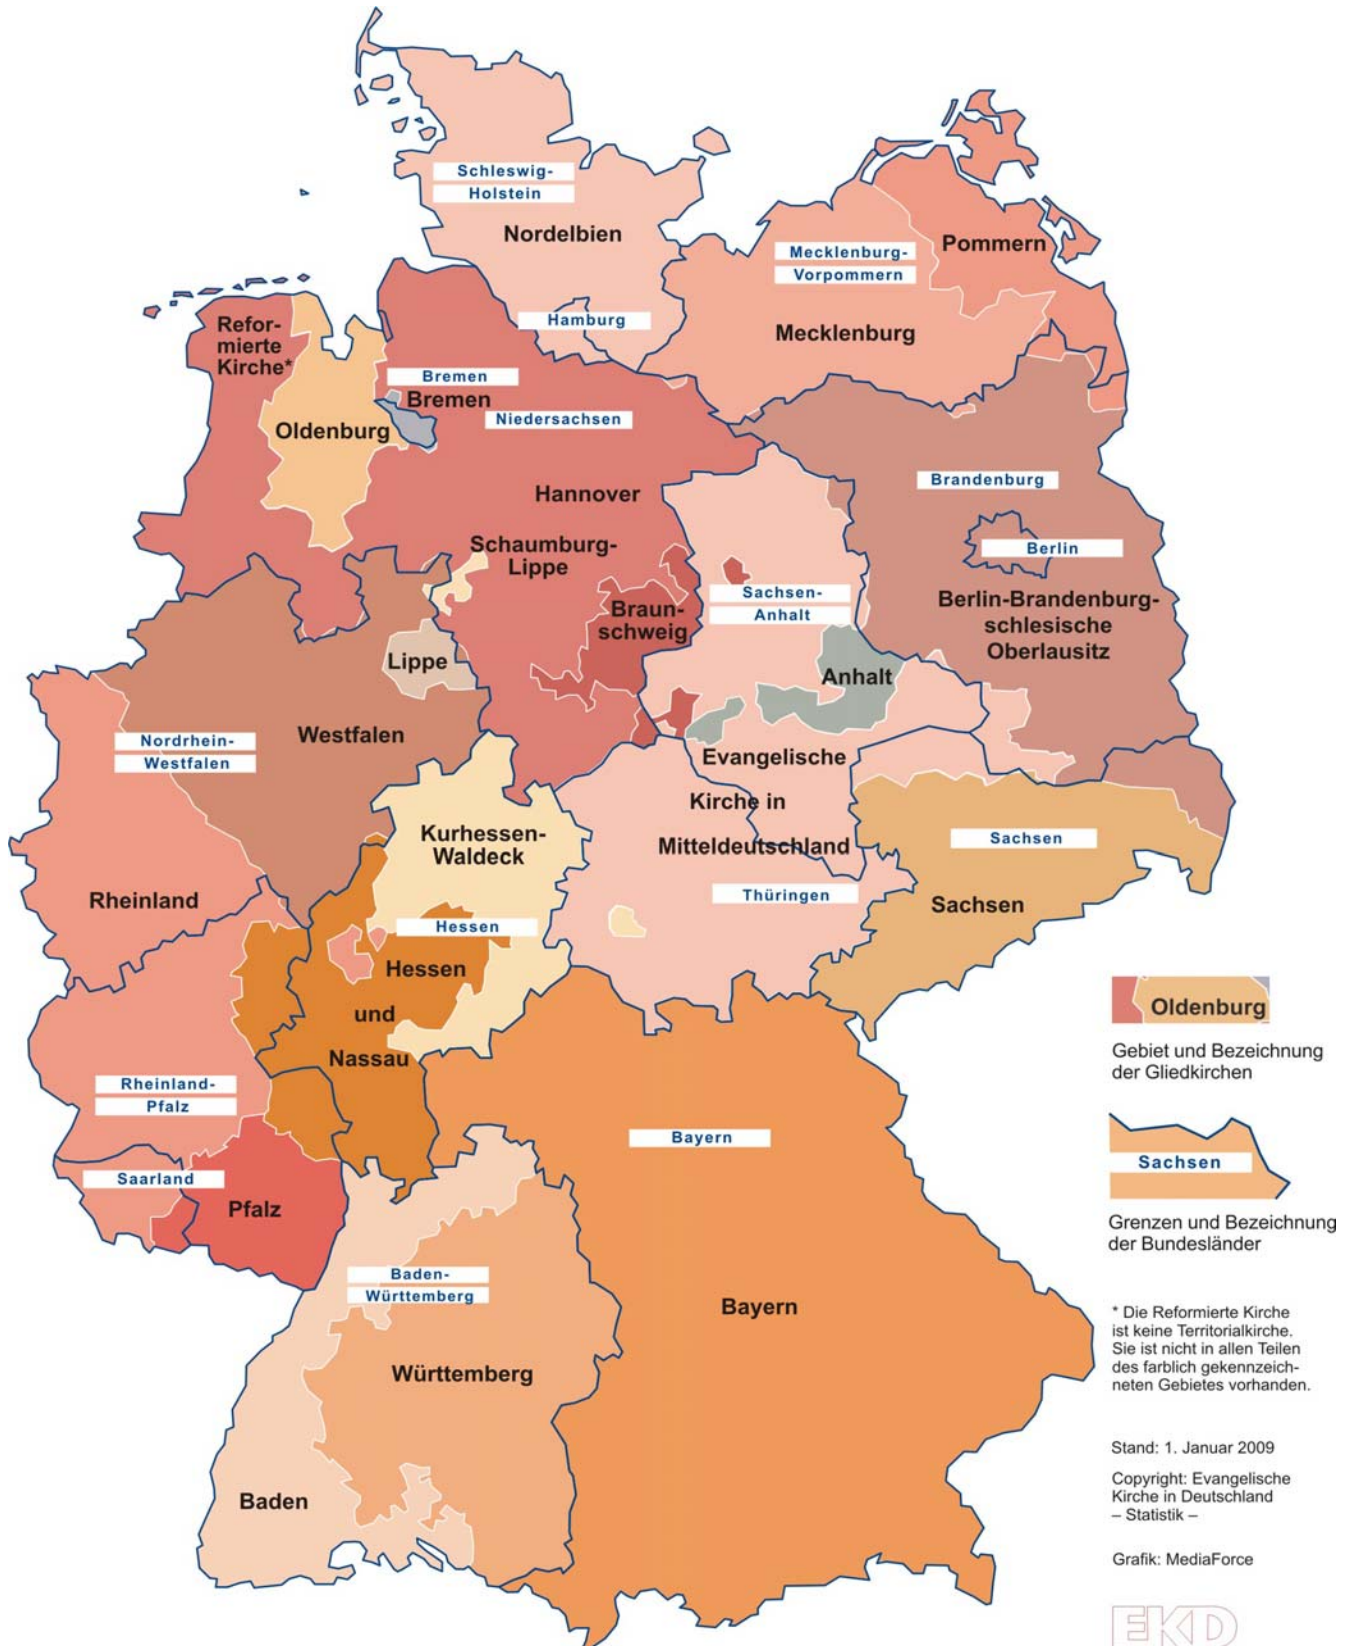 Schleswig-
Holstein
Nordelbien
Hamburg
Mecklenburg-
Vorpommern
Pommern
Mecklenburg
Refor-
mierte
Kirche*
Bremen
Bremen
Niedersachsen
Oldenburg
Hannover
Schaumburg-
Lippe
Braun-
schweig
Brandenburg
Berlin
Berlin-Brandenburg-
schlesische
Oberlausitz
Sachsen-
Anhalt
Anhalt
Lippe
Westfalen
Nordrhein-
Westfalen
Evangelische
Kirche in
Mitteldeutschland
Thüringen
Kurhessen-
Waldeck
Sachsen
Sachsen
Rheinland
Hessen
Hessen
und
Nassau
Rheinland-
Pfalz
Saarland
Pfalz
Bayern
Bayern
Baden-
Württemberg
Württemberg
Baden
Oldenburg
Gebiet und Bezeichnung
der Gliedkirchen
Sachsen
Grenzen und Bezeichnung
der Bundesländer
* Die Reformierte Kirche
ist keine Territorialkirche.
Sie ist nicht in allen Teilen
des farblich gekennzeich-
neten Gebietes vorhanden.
Stand: 1. Januar 2009
Copyright: Evangelische
Kirche in Deutschland
– Statistik –
Grafik: MediaForce
EKD